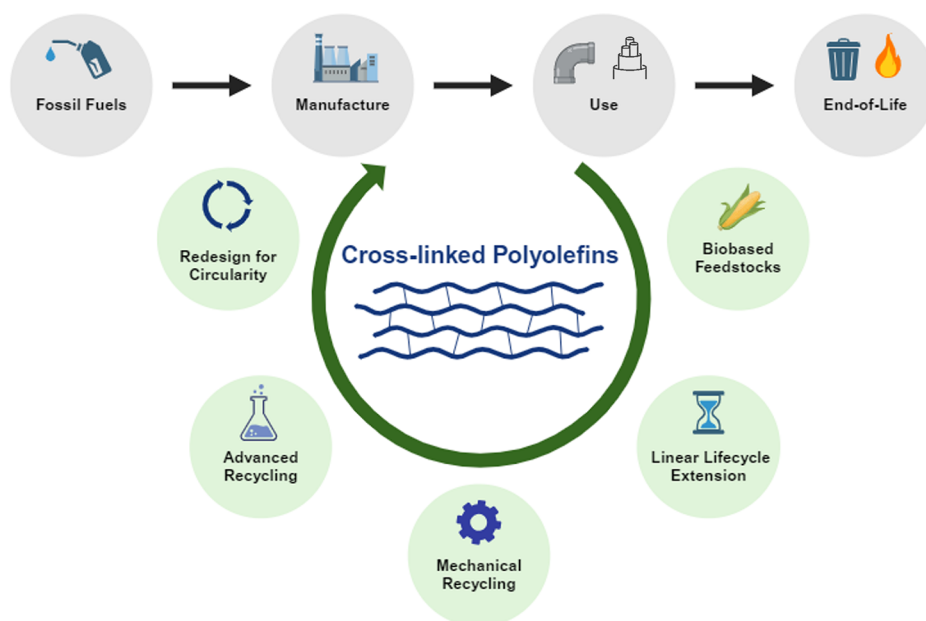 Fossil Fuels
Manufacture
Use
End-of-Life
Redesign for
Circularity
Cross-linked Polyolefins
Biobased
Feedstocks
Advanced
Recycling
Linear Lifecycle
Extension
Mechanical
Recycling